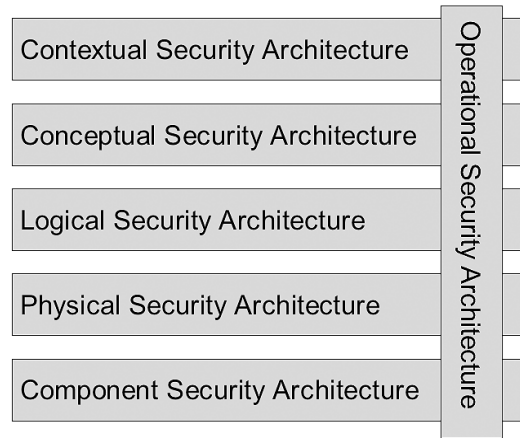 Contextual Security Architecture
Conceptual Security Architecture
Logical Security Architecture
Physical Security Architecture
Component Security Architecture
Operational Security Architecture